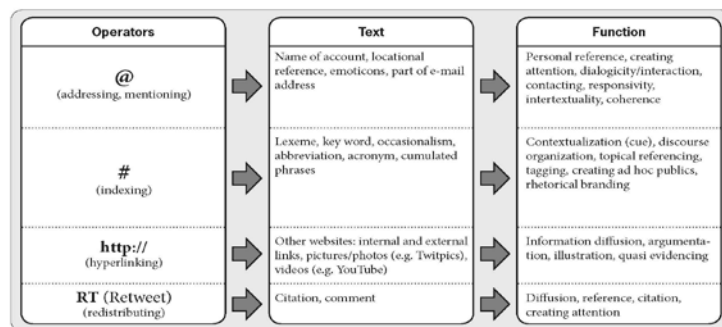 Operators
Text
Function
@
(addressing, mentioning)
Name of account, locational
reference, emoticons, part of e-mail
address
Personal reference, creating
attention, dialogicity/interaction,
contacting, responsivity,
intertextuality, coherence
#
(indexing)
Lexeme, key word, occasionalism,
abbreviation, acronym, cumulated
phrases
Contextualization (cue), discourse
organization, topical referencing,
tagging, creating ad hoc publics,
rhetorical branding
http://
(hyperlinking)
Other websites: internal and external
links, pictures/photos (e.g. Twitpics),
videos (e.g. YouTube)
Information diffusion, argumenta-
tion, illustration, quasi evidencing
RT (Retweet)
(redistributing)
Citation, comment
Diffusion, reference, citation,
creating attention